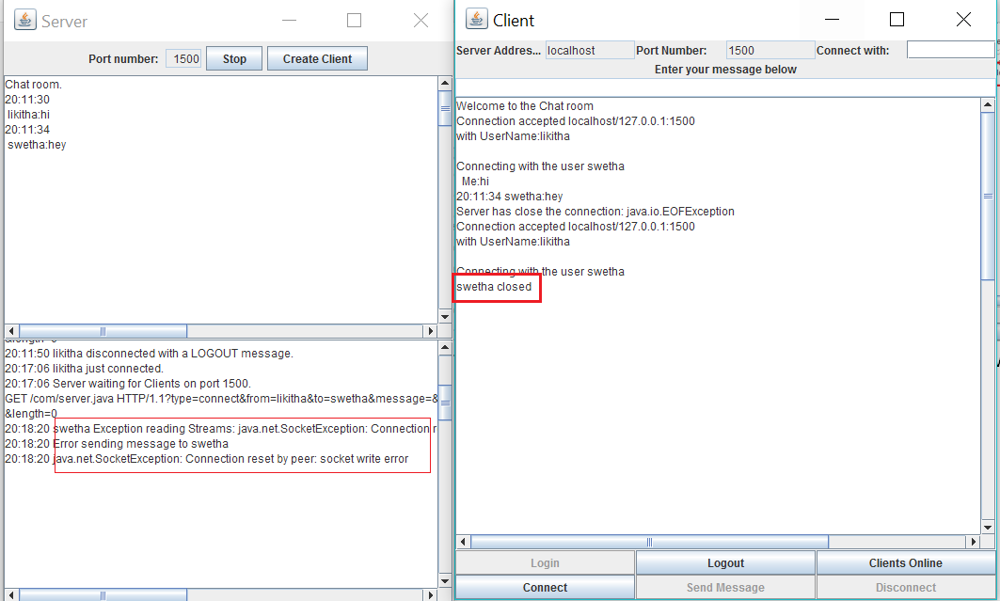 Server
Port number: 1500 Stop Create Client
Chat room.
20:11:30
likitha:hi
20:11:34
swetha:hey
&length=0
20:11:50 likitha disconnected with a LOGOUT message.
20:17:06 likitha just connected.
20:17:06 Server waiting for Clients on port 1500.
GET /com/server.java HTTP/1.1?type=connect&from=likitha&to=swetha&message=&
&length=0
20:18:20 swetha Exception reading Streams: java.net.SocketException: Connection r
20:18:20 Error sending message to swetha
20:18:20 java.net.SocketException: Connection reset by peer: socket write error
Client
Server Addres... localhost Port Number: 1500 Connect with:
Enter your message below
Welcome to the Chat room
Connection accepted localhost/127.0.0.1:1500
with UserName:likitha
Connecting with the user swetha
Me:hi
20:11:34 swetha:hey
Server has close the connection: java.io.EOFException
Connection accepted localhost/127.0.0.1:1500
with UserName:likitha
Connecting with the user swetha
swetha closed
Login Logout Clients Online
Connect Send Message Disconnect